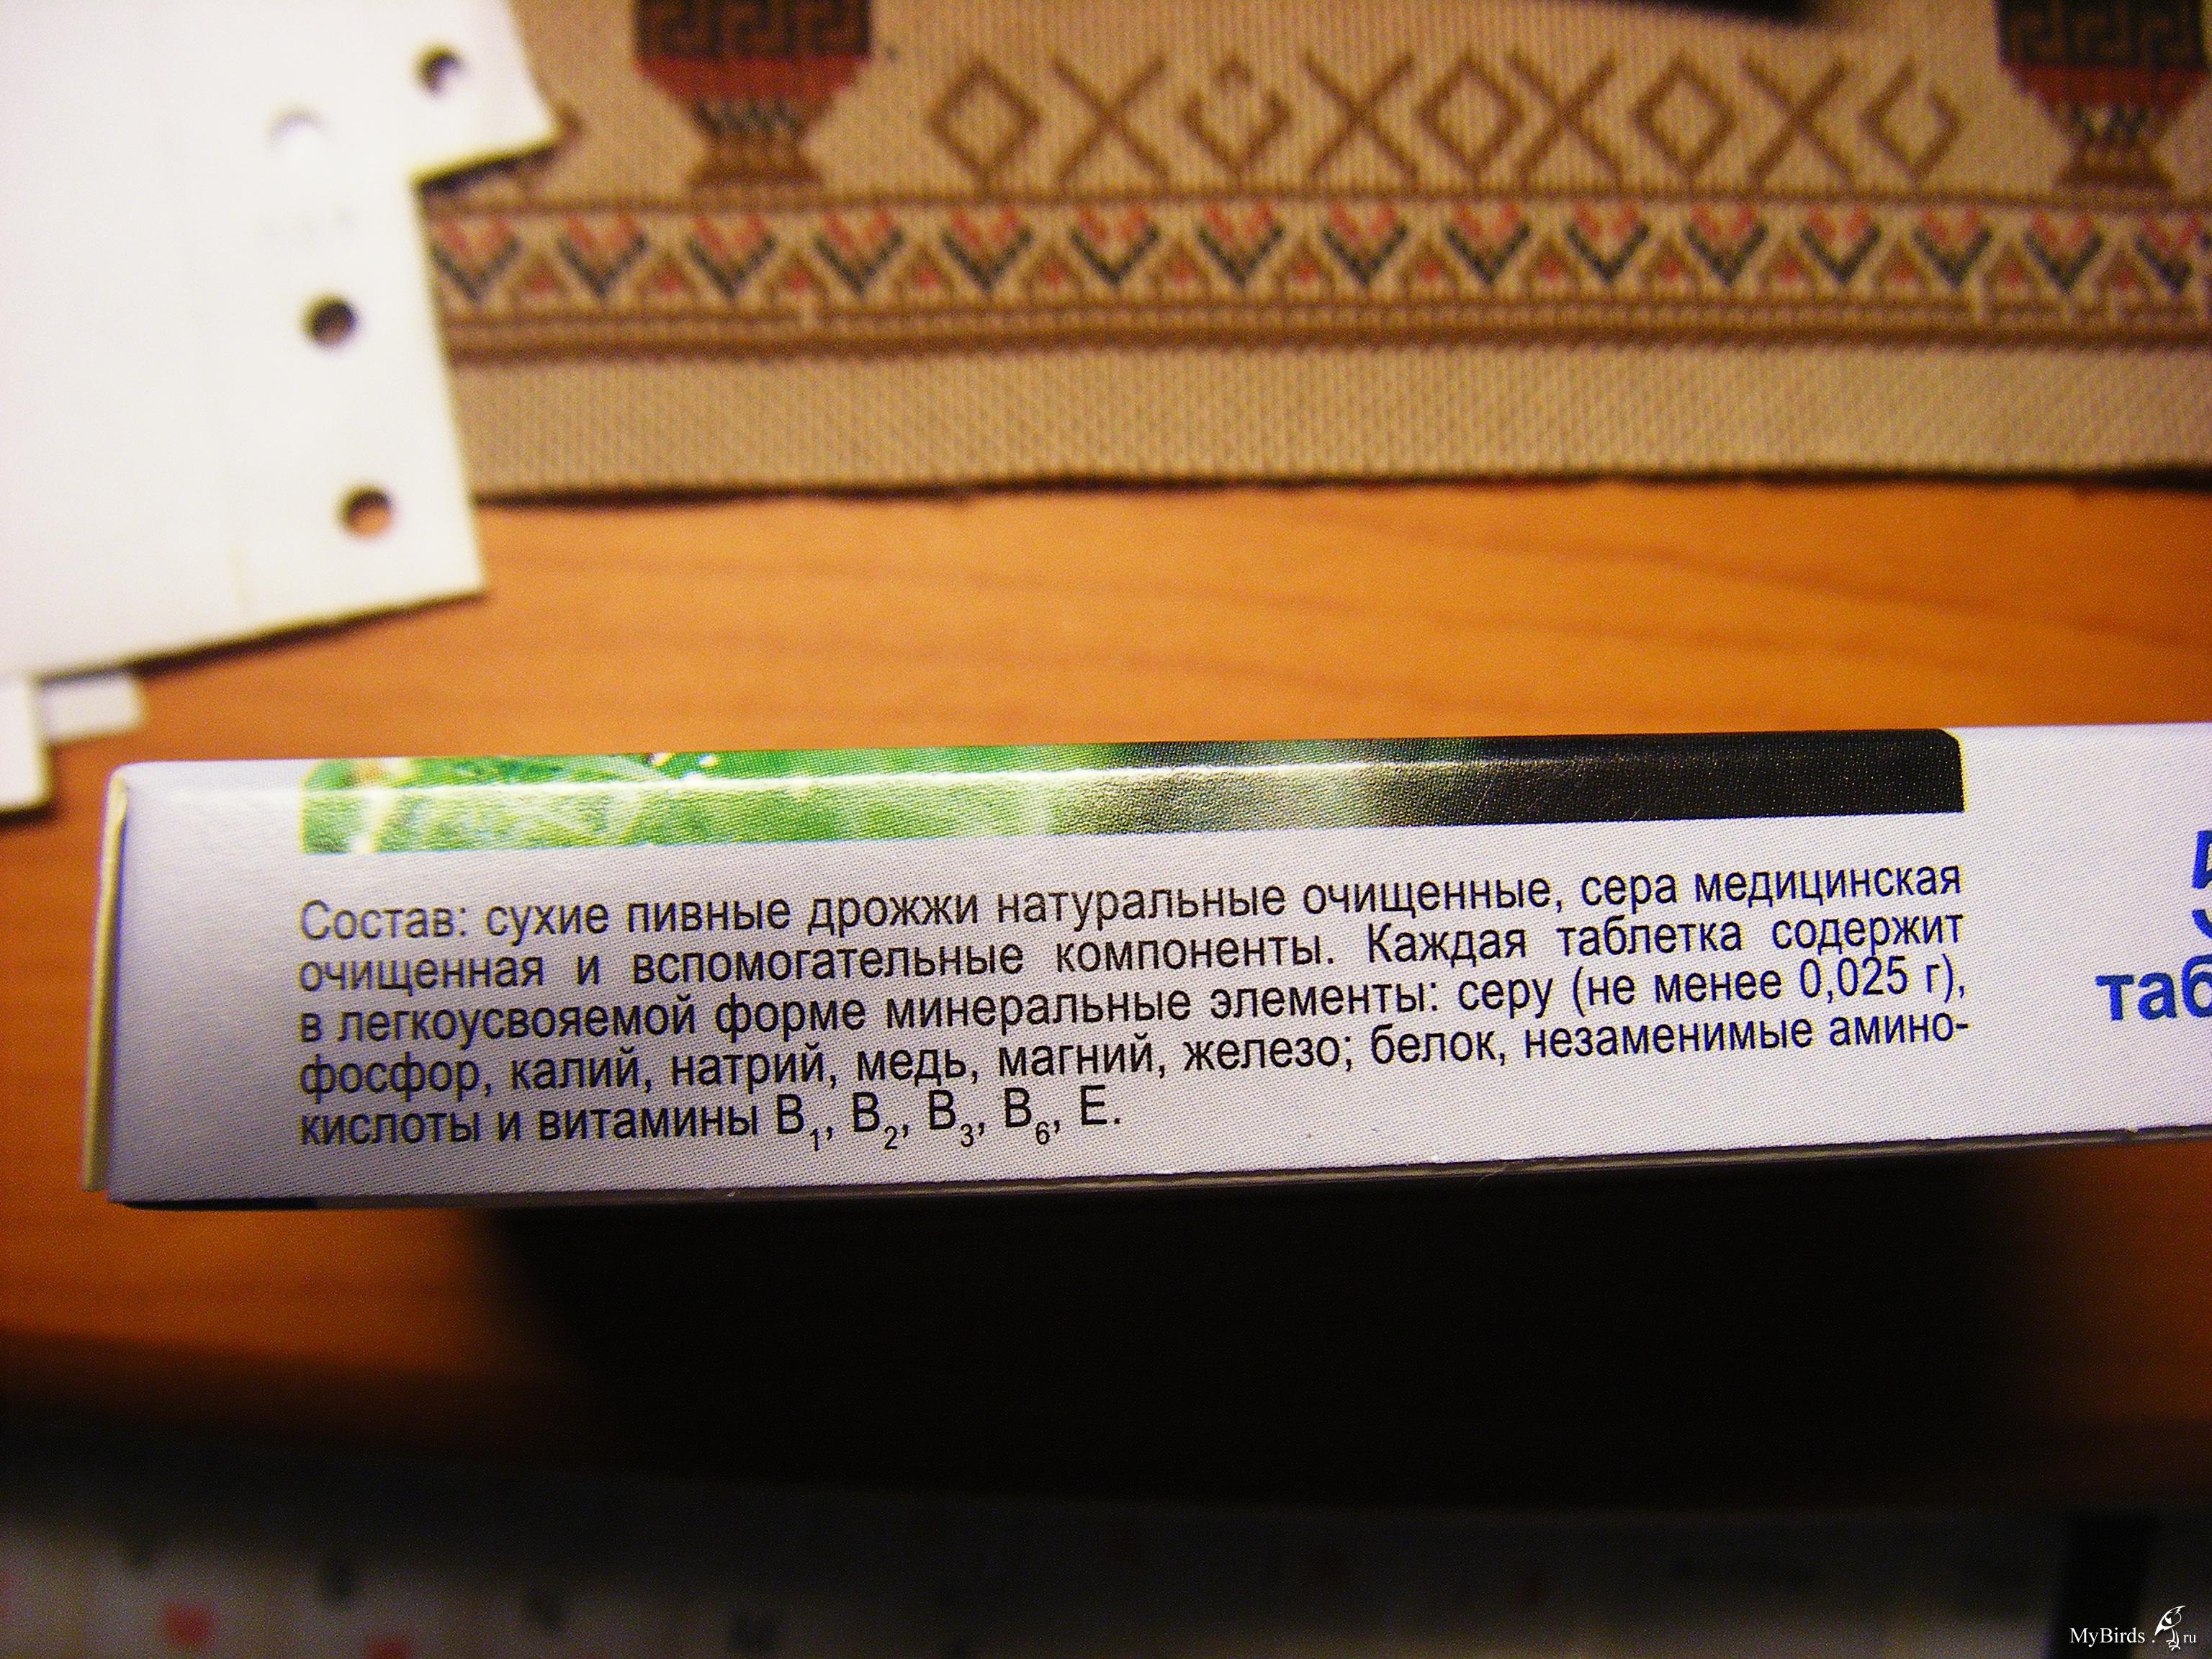 Состав: сухие пивные дрожжи натуральные очищенные, сера медицинская
очищенная и вспомогательные компоненты. Каждая таблетка содержит
в легкоусвояемой форме минеральные элементы: серу (не менее 0,025 г),
фосфор, калий, натрий, медь, магний, железо; белок, незаменимые амино-
кислоты и витамины B₁, B₂, B₃, B₆, E.
таб
MyBirds.ru